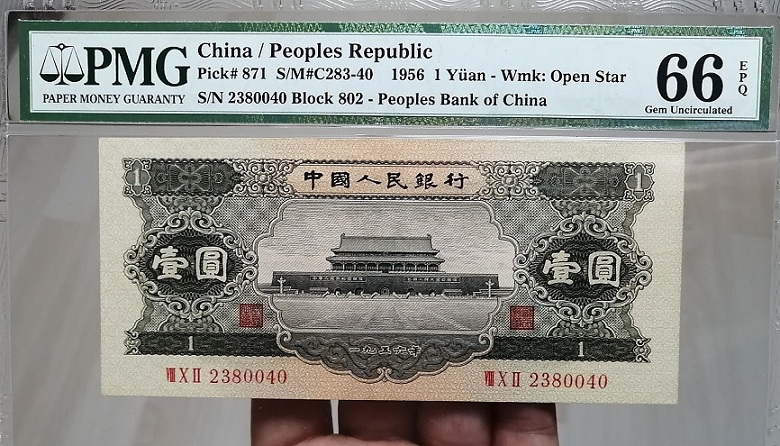 PMG
PAPER MONEY GUARANTY
China / Peoples Republic
Pick# 871 S/M#C283-40 1956 1 Yüan - Wmk: Open Star
S/N 2380040 Block 802 - Peoples Bank of China
66 EPQ
Gem Uncirculated
中國人民銀行
1 1
壹圓 壹圓
一九五六年
1 1
Ⅷ Ⅹ Ⅱ 2380040 Ⅷ Ⅹ Ⅱ 2380040